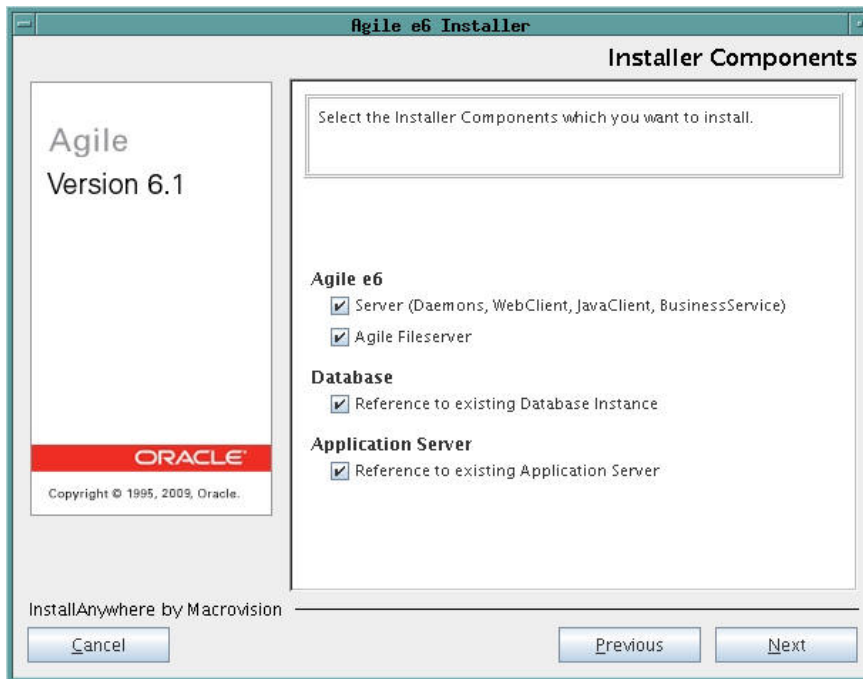 Agile e6 Installer
Installer Components
Agile
Version 6.1
ORACLE®
Copyright © 1995, 2009, Oracle.
Select the Installer Components which you want to install.
Agile e6
Server (Daemons, WebClient, JavaClient, BusinessService)
Agile Fileserver
Database
Reference to existing Database Instance
Application Server
Reference to existing Application Server
InstallAnywhere by Macrovision
Cancel
Previous
Next